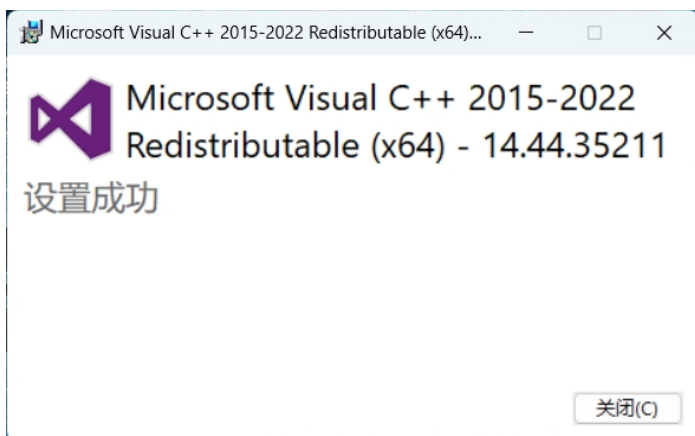 Microsoft Visual C++ 2015-2022 Redistributable (x64)...
Microsoft Visual C++ 2015-2022
Redistributable (x64) - 14.44.35211
设置成功
关闭(C)